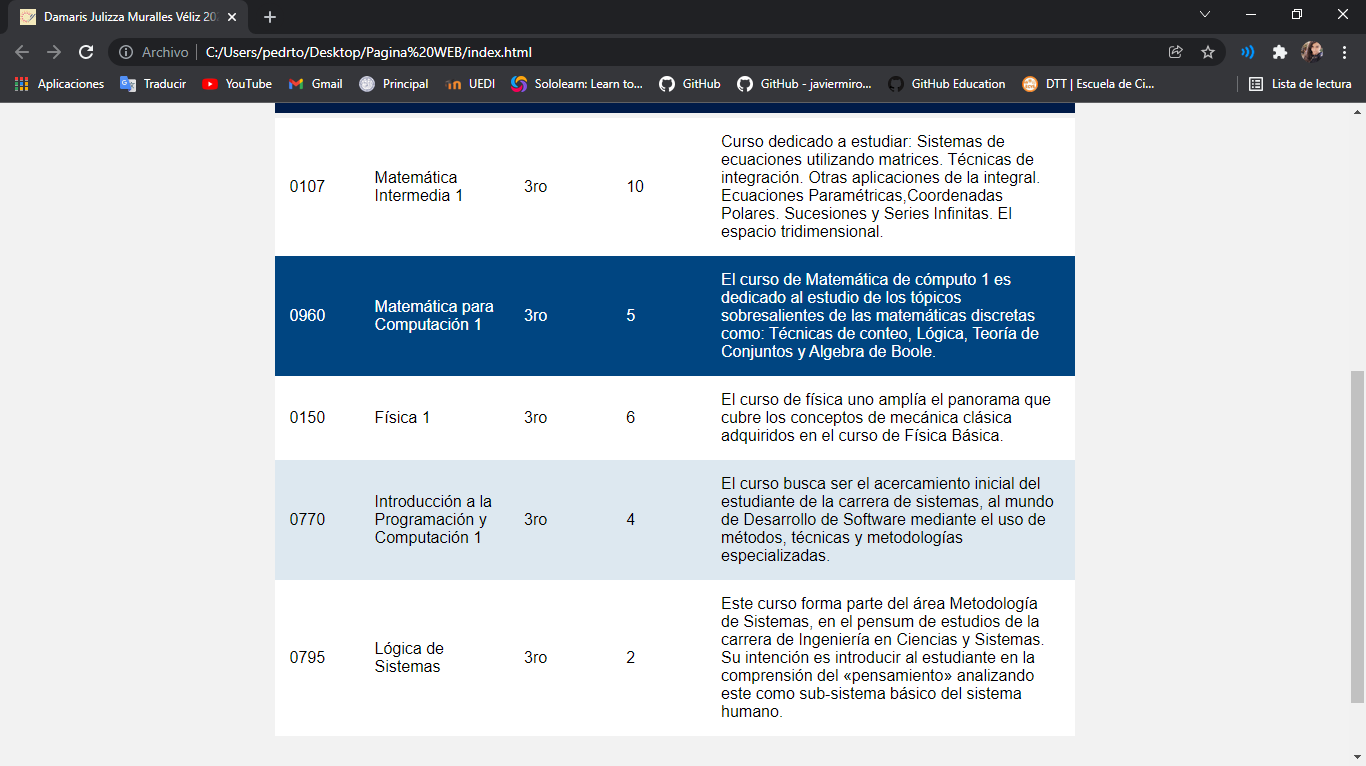 Damaris Julizza Muralles Véliz 20
Archivo C:/Users/pedrto/Desktop/Pagina%20WEB/index.html
Aplicaciones Traducir YouTube Gmail Principal UEDI Sololearn: Learn to... GitHub GitHub - javiermiro... GitHub Education DTT | Escuela de Ci... Lista de lectura
0107
Matemática
Intermedia 1
3ro
10
Curso dedicado a estudiar: Sistemas de
ecuaciones utilizando matrices. Técnicas de
integración. Otras aplicaciones de la integral.
Ecuaciones Paramétricas,Coordenadas
Polares. Sucesiones y Series Infinitas. El
espacio tridimensional.
0960
Matemática para
Computación 1
3ro
5
El curso de Matemática de cómputo 1 es
dedicado al estudio de los tópicos
sobresalientes de las matemáticas discretas
como: Técnicas de conteo, Lógica, Teoría de
Conjuntos y Algebra de Boole.
0150
Física 1
3ro
6
El curso de física uno amplía el panorama que
cubre los conceptos de mecánica clásica
adquiridos en el curso de Física Básica.
0770
Introducción a la
Programación y
Computación 1
3ro
4
El curso busca ser el acercamiento inicial del
estudiante de la carrera de sistemas, al mundo
de Desarrollo de Software mediante el uso de
métodos, técnicas y metodologías
especializadas.
0795
Lógica de
Sistemas
3ro
2
Este curso forma parte del área Metodología
de Sistemas, en el pensum de estudios de la
carrera de Ingeniería en Ciencias y Sistemas.
Su intención es introducir al estudiante en la
comprensión del «pensamiento» analizando
este como sub-sistema básico del sistema
humano.